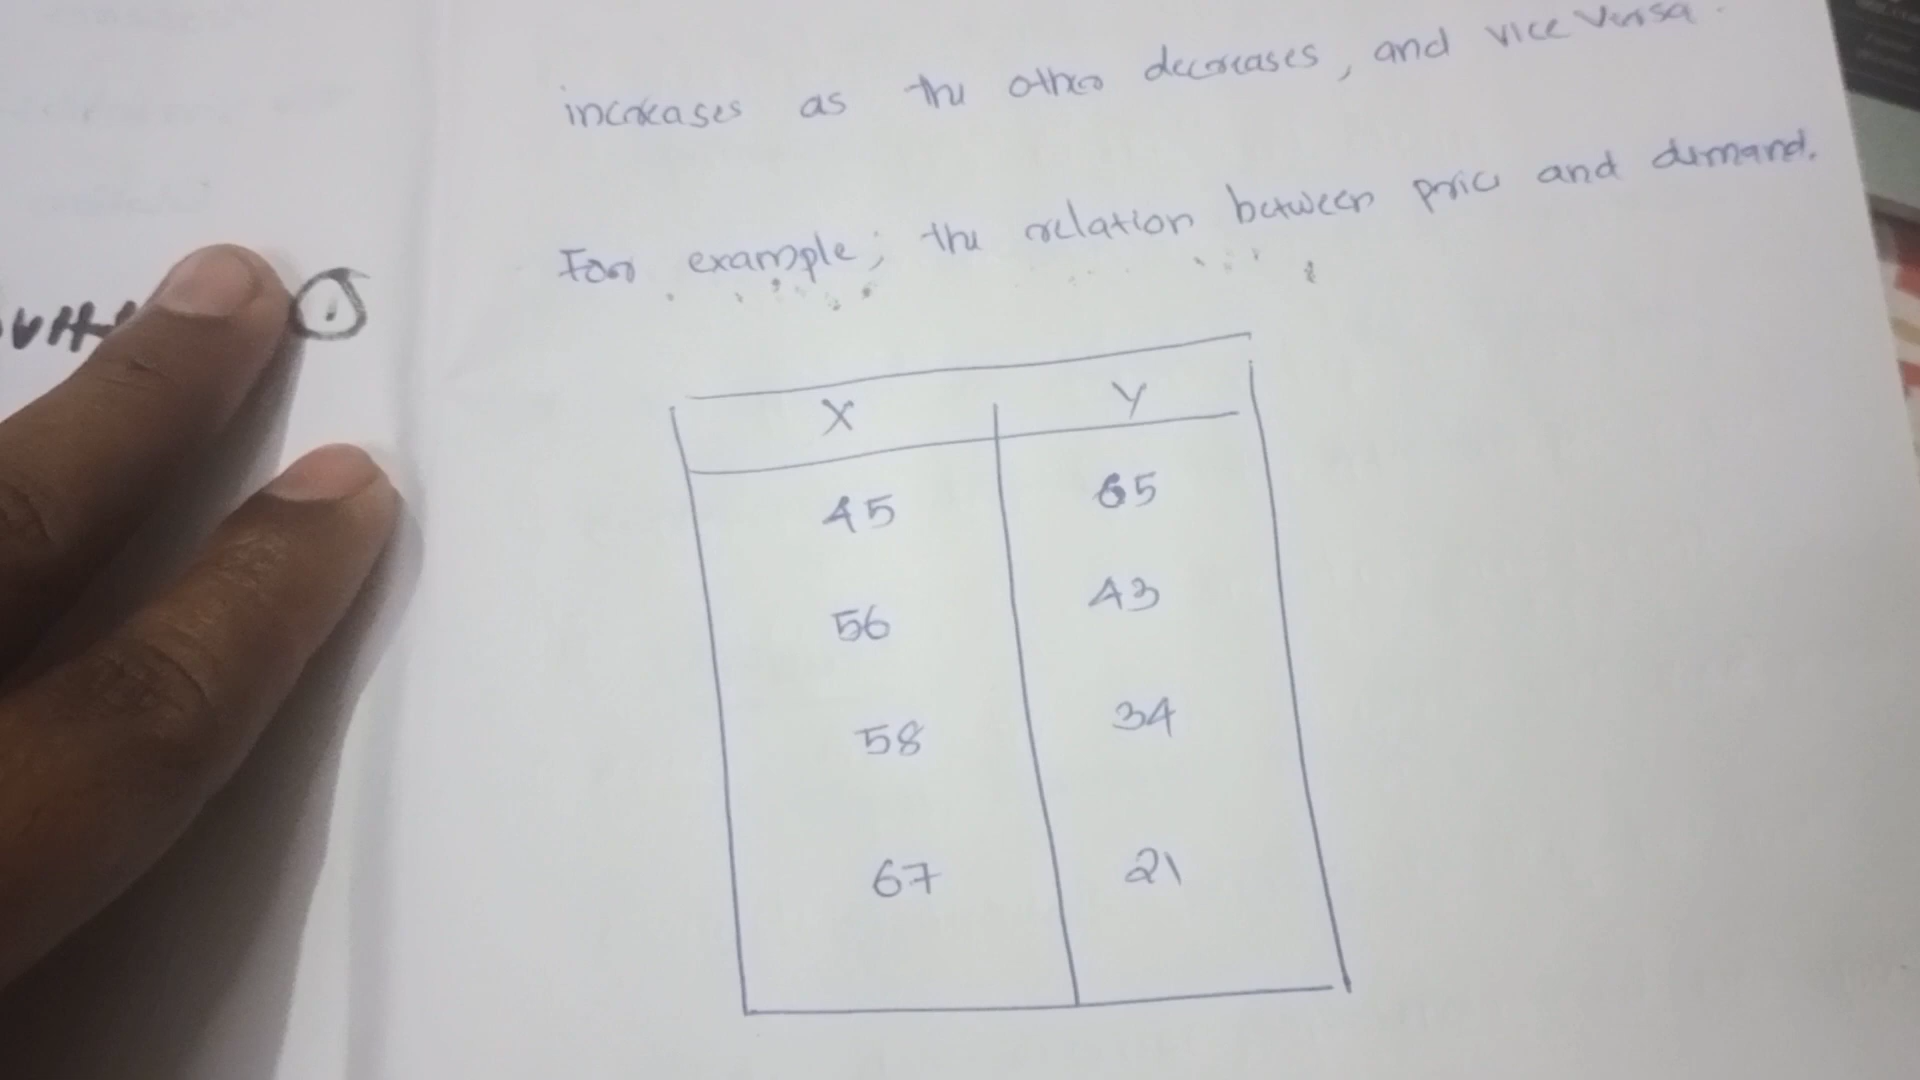 increases as the other decreases, and vice versa.
For example; the relation between price and demand.
X Y
45 65
56 43
58 34
67 21